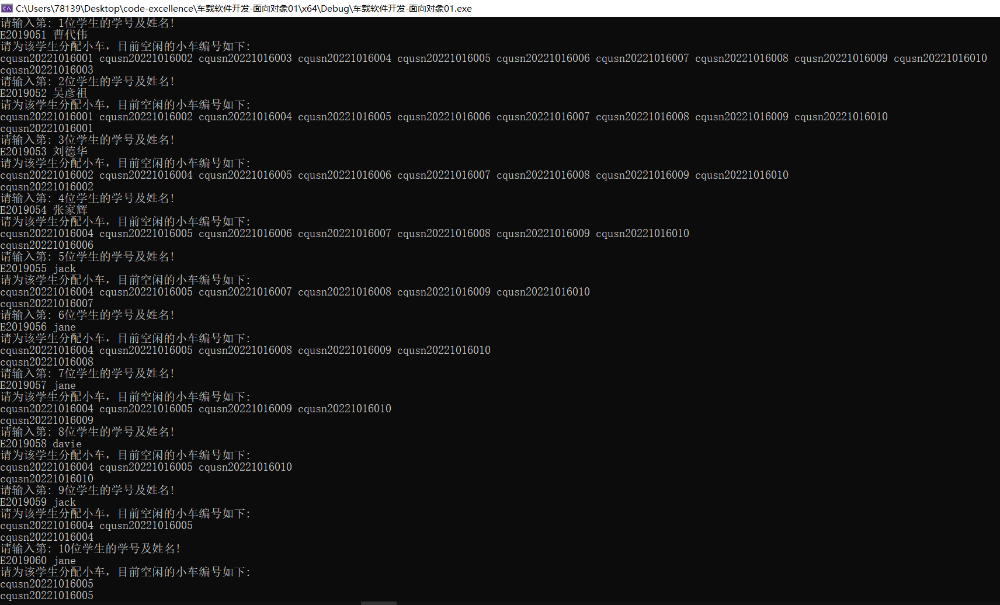 C:\Users\78139\Desktop\code-excellence\车载软件开发-面向对象01\x64\Debug\车载软件开发-面向对象01.exe
请输入第: 1位学生的学号及姓名!
E2019051 曹代伟
请为该学生分配小车，目前空闲的小车编号如下:
cqusn20221016001 cqusn20221016002 cqusn20221016003 cqusn20221016004 cqusn20221016005 cqusn20221016006 cqusn20221016007 cqusn20221016008 cqusn20221016009 cqusn20221016010
cqusn20221016003
请输入第: 2位学生的学号及姓名!
E2019052 吴彦祖
请为该学生分配小车，目前空闲的小车编号如下:
cqusn20221016001 cqusn20221016002 cqusn20221016004 cqusn20221016005 cqusn20221016006 cqusn20221016007 cqusn20221016008 cqusn20221016009 cqusn20221016010
cqusn20221016001
请输入第: 3位学生的学号及姓名!
E2019053 刘德华
请为该学生分配小车，目前空闲的小车编号如下:
cqusn20221016002 cqusn20221016004 cqusn20221016005 cqusn20221016006 cqusn20221016007 cqusn20221016008 cqusn20221016009 cqusn20221016010
cqusn20221016002
请输入第: 4位学生的学号及姓名!
E2019054 张家辉
请为该学生分配小车，目前空闲的小车编号如下:
cqusn20221016004 cqusn20221016005 cqusn20221016006 cqusn20221016007 cqusn20221016008 cqusn20221016009 cqusn20221016010
cqusn20221016006
请输入第: 5位学生的学号及姓名!
E2019055 jack
请为该学生分配小车，目前空闲的小车编号如下:
cqusn20221016004 cqusn20221016005 cqusn20221016007 cqusn20221016008 cqusn20221016009 cqusn20221016010
cqusn20221016007
请输入第: 6位学生的学号及姓名!
E2019056 jane
请为该学生分配小车，目前空闲的小车编号如下:
cqusn20221016004 cqusn20221016005 cqusn20221016008 cqusn20221016009 cqusn20221016010
cqusn20221016008
请输入第: 7位学生的学号及姓名!
E2019057 jane
请为该学生分配小车，目前空闲的小车编号如下:
cqusn20221016004 cqusn20221016005 cqusn20221016009 cqusn20221016010
cqusn20221016009
请输入第: 8位学生的学号及姓名!
E2019058 davie
请为该学生分配小车，目前空闲的小车编号如下:
cqusn20221016004 cqusn20221016005 cqusn20221016010
cqusn20221016010
请输入第: 9位学生的学号及姓名!
E2019059 jack
请为该学生分配小车，目前空闲的小车编号如下:
cqusn20221016004 cqusn20221016005
cqusn20221016004
请输入第: 10位学生的学号及姓名!
E2019060 jane
请为该学生分配小车，目前空闲的小车编号如下:
cqusn20221016005
cqusn20221016005